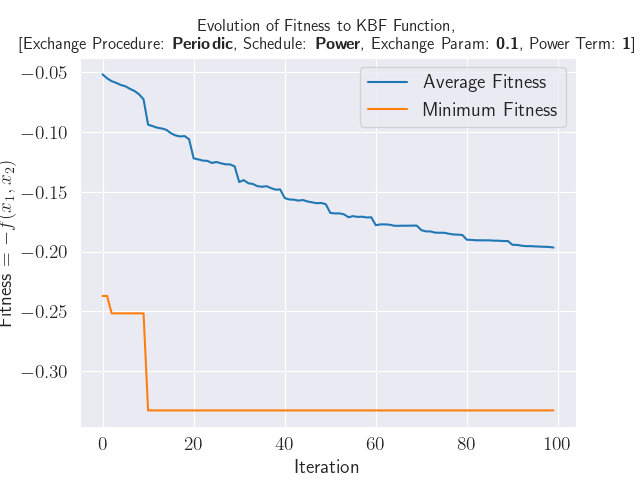 Evolution of Fitness to KBF Function,
[Exchange Procedure: Periodic, Schedule: Power, Exchange Param: 0.1, Power Term: 1]
Average Fitness
Minimum Fitness
Fitness = −f(x₁, x₂)
−0.05
−0.10
−0.15
−0.20
−0.25
−0.30
0 20 40 60 80 100
Iteration